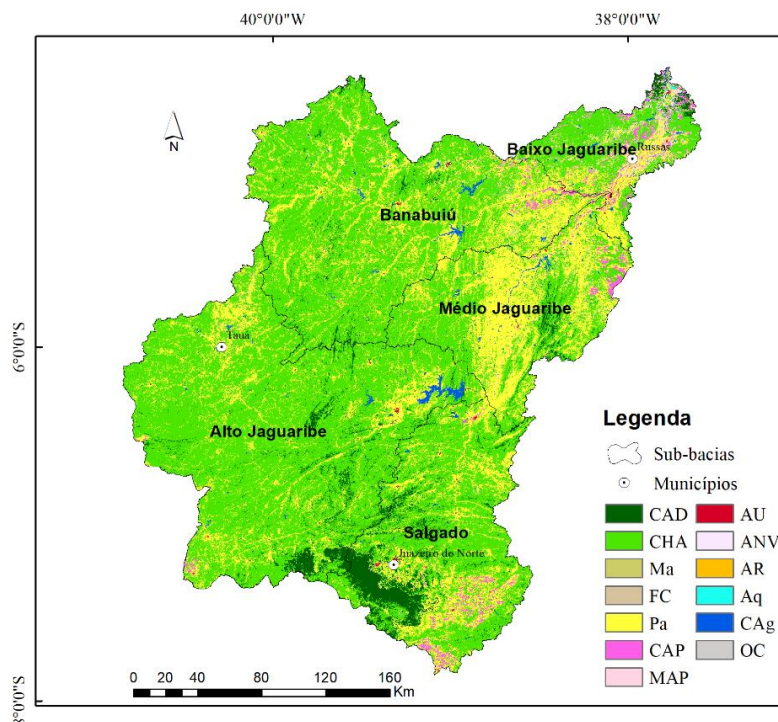 40°0'0"W
38°0'0"W
N
Baixo Jaguaribe
Russas
Banabuiú
Médio Jaguaribe
6°0'0"S
Tauá
Alto Jaguaribe
Salgado
Juazeiro do Norte
Legenda
Sub-bacias
Municípios
CAD
AU
CHA
ANV
Ma
AR
FC
Aq
Pa
CAg
CAP
OC
MAP
0 10 20 40 80 120 160
Km
8°0'0"S